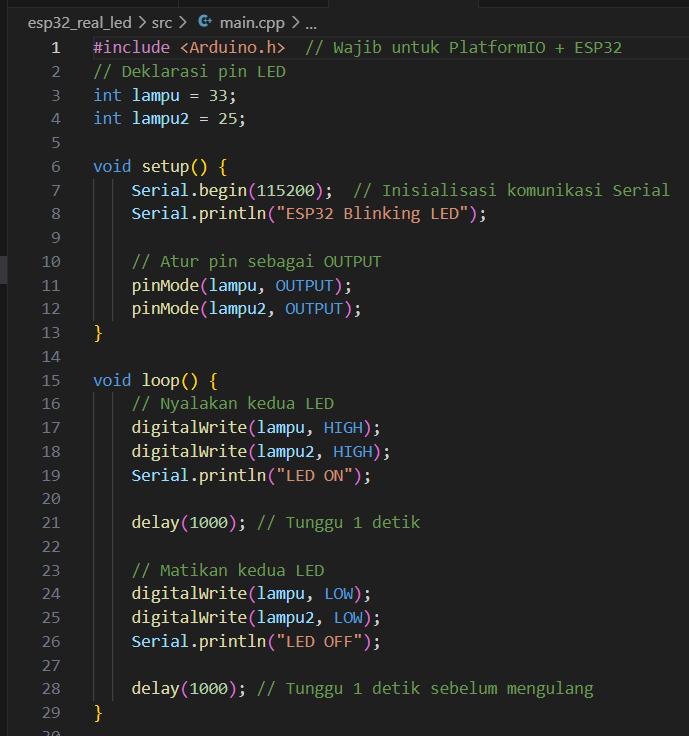 esp32_real_led > src > main.cpp > ...
1 #include <Arduino.h>  // Wajib untuk PlatformIO + ESP32
2 // Deklarasi pin LED
3 int lampu = 33;
4 int lampu2 = 25;
5
6 void setup() {
7     Serial.begin(115200);  // Inisialisasi komunikasi Serial
8     Serial.println("ESP32 Blinking LED");
9
10     // Atur pin sebagai OUTPUT
11     pinMode(lampu, OUTPUT);
12     pinMode(lampu2, OUTPUT);
13 }
14
15 void loop() {
16     // Nyalakan kedua LED
17     digitalWrite(lampu, HIGH);
18     digitalWrite(lampu2, HIGH);
19     Serial.println("LED ON");
20
21     delay(1000); // Tunggu 1 detik
22
23     // Matikan kedua LED
24     digitalWrite(lampu, LOW);
25     digitalWrite(lampu2, LOW);
26     Serial.println("LED OFF");
27
28     delay(1000); // Tunggu 1 detik sebelum mengulang
29 }
30